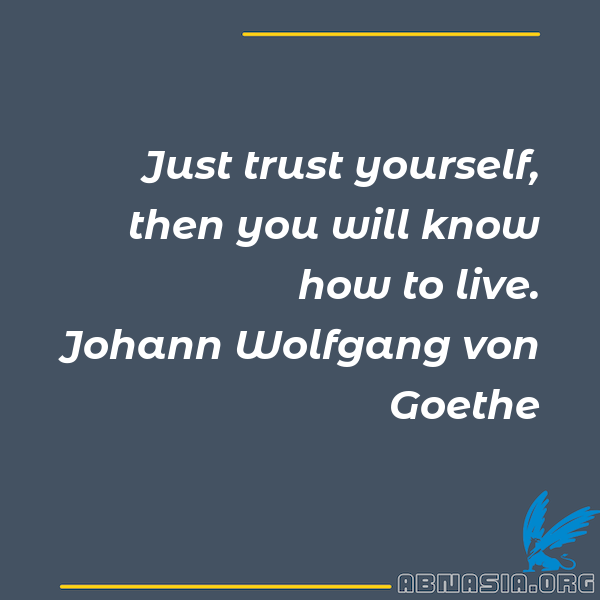 Just trust yourself,
then you will know
how to live.
Johann Wolfgang von
Goethe
ABNASIA.ORG